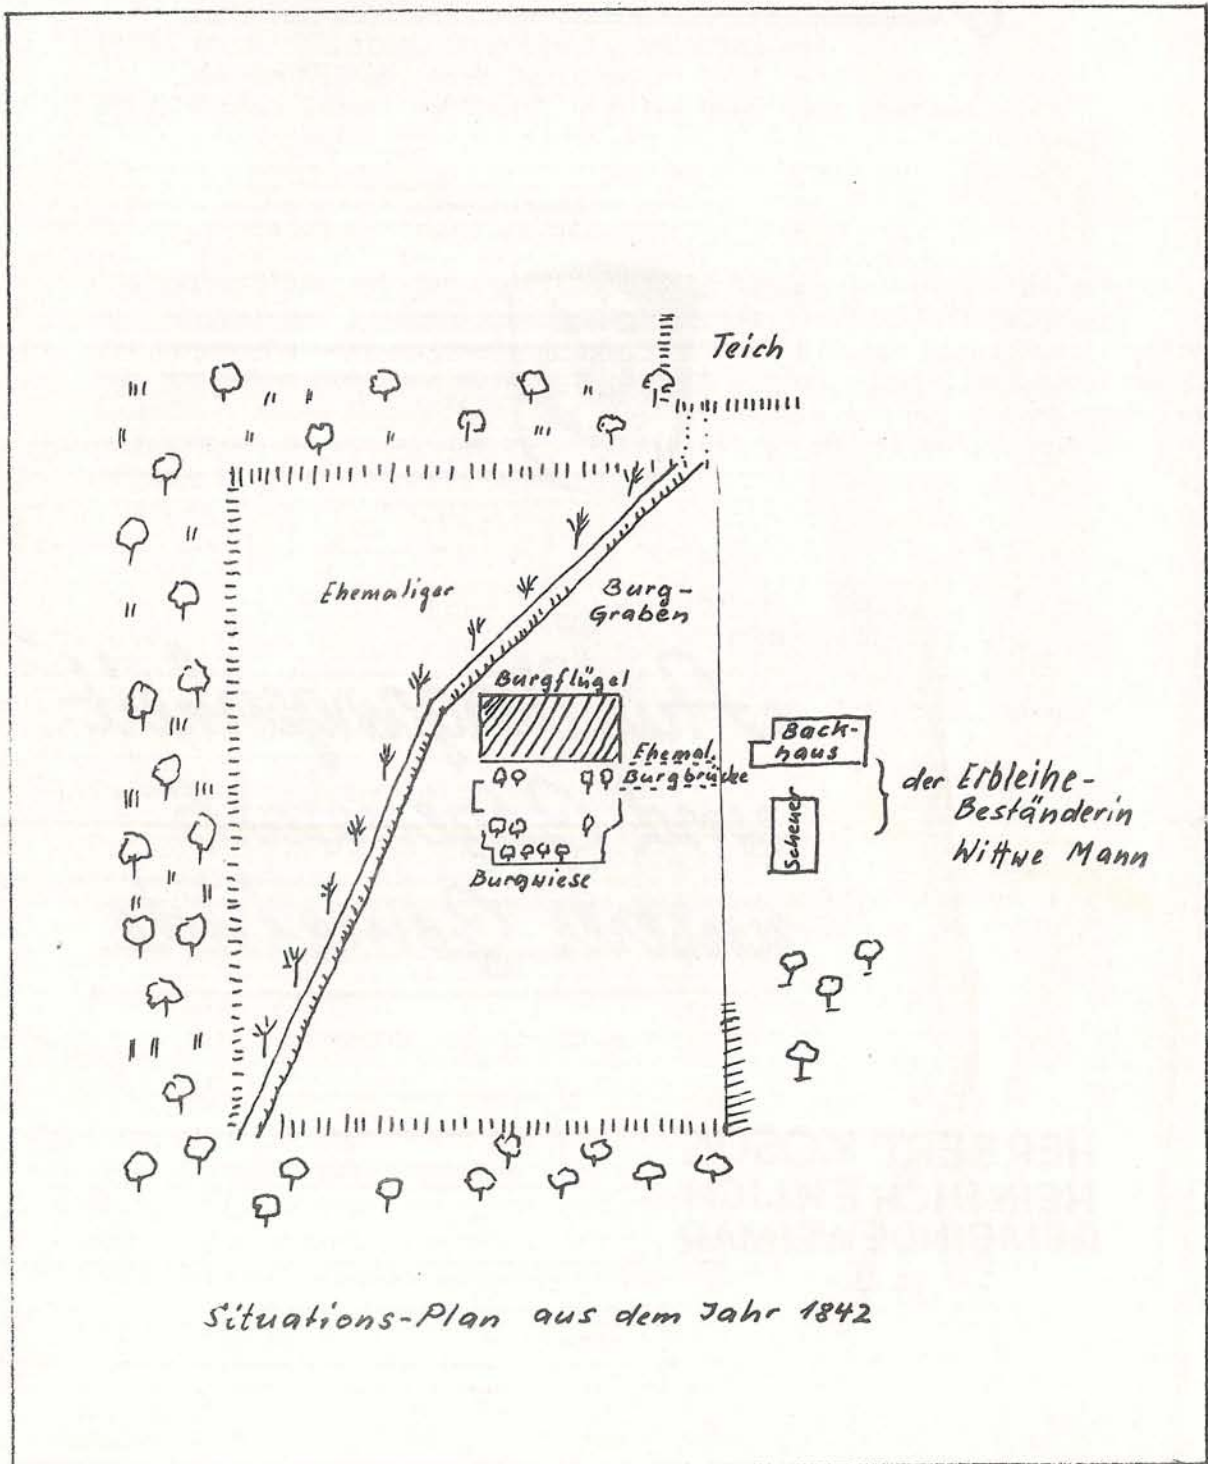 Teich
Ehemaliger
Burg-
Graben
Burgflügel
Ehemal.
Burgbrücke
Back-
haus
Scheuer
der Erbleihe-
Beständerin
Wittwe Mann
Burgwiese
Situations-Plan aus dem Jahr 1842